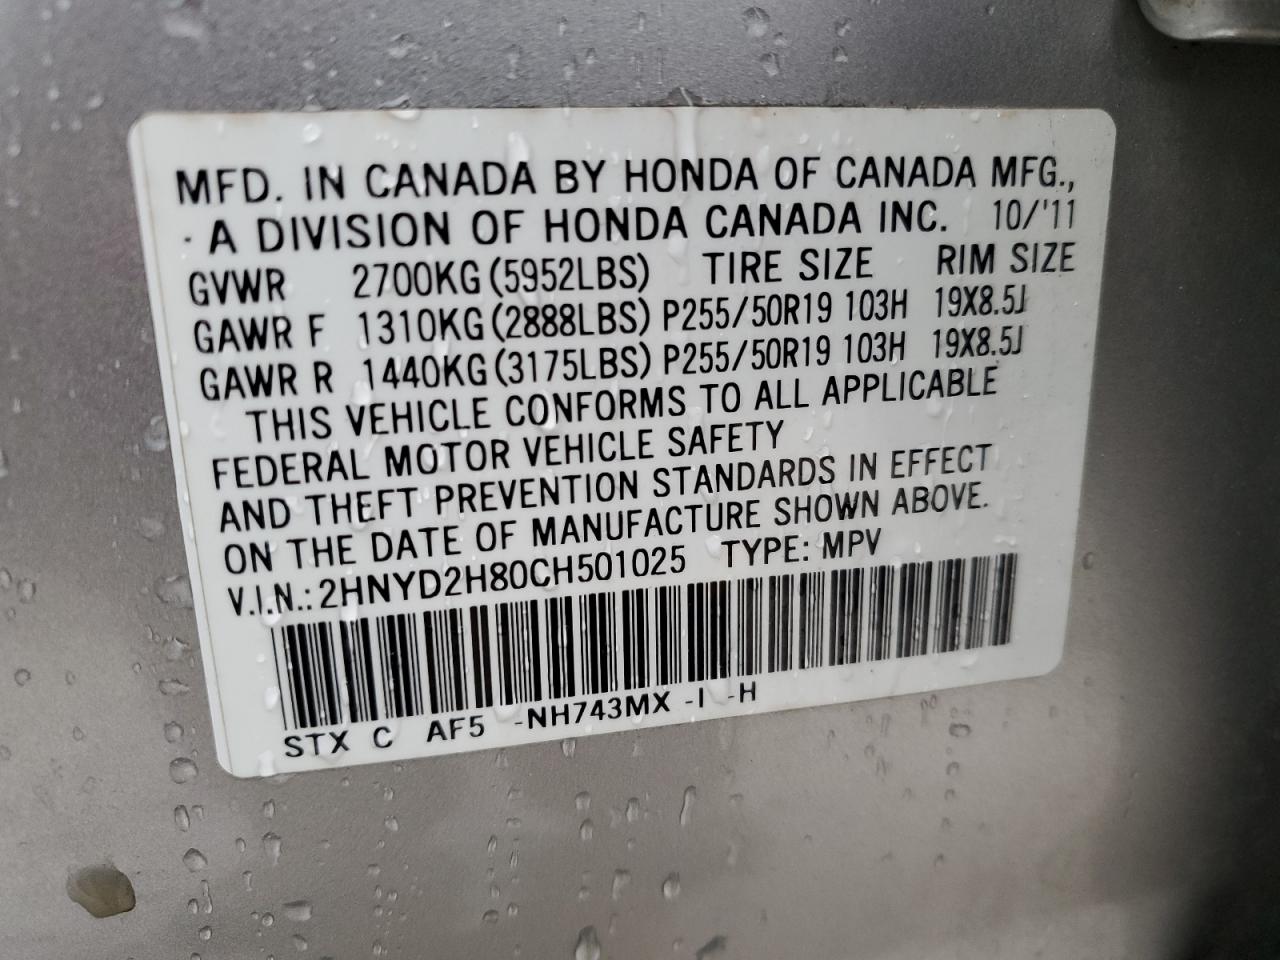 MFD. IN CANADA BY HONDA OF CANADA MFG.,
A DIVISION OF HONDA CANADA INC. 10/'11
GVWR 2700KG (5952LBS) TIRE SIZE RIM SIZE
GAWR F 1310KG (2888LBS) P255/50R19 103H 19X8.5J
GAWR R 1440KG (3175LBS) P255/50R19 103H 19X8.5J
THIS VEHICLE CONFORMS TO ALL APPLICABLE
FEDERAL MOTOR VEHICLE SAFETY
AND THEFT PREVENTION STANDARDS IN EFFECT
ON THE DATE OF MANUFACTURE SHOWN ABOVE.
V.I.N.: 2HNYD2H80CH501025 TYPE: MPV
STX C AF5 -NH743MX -I -H